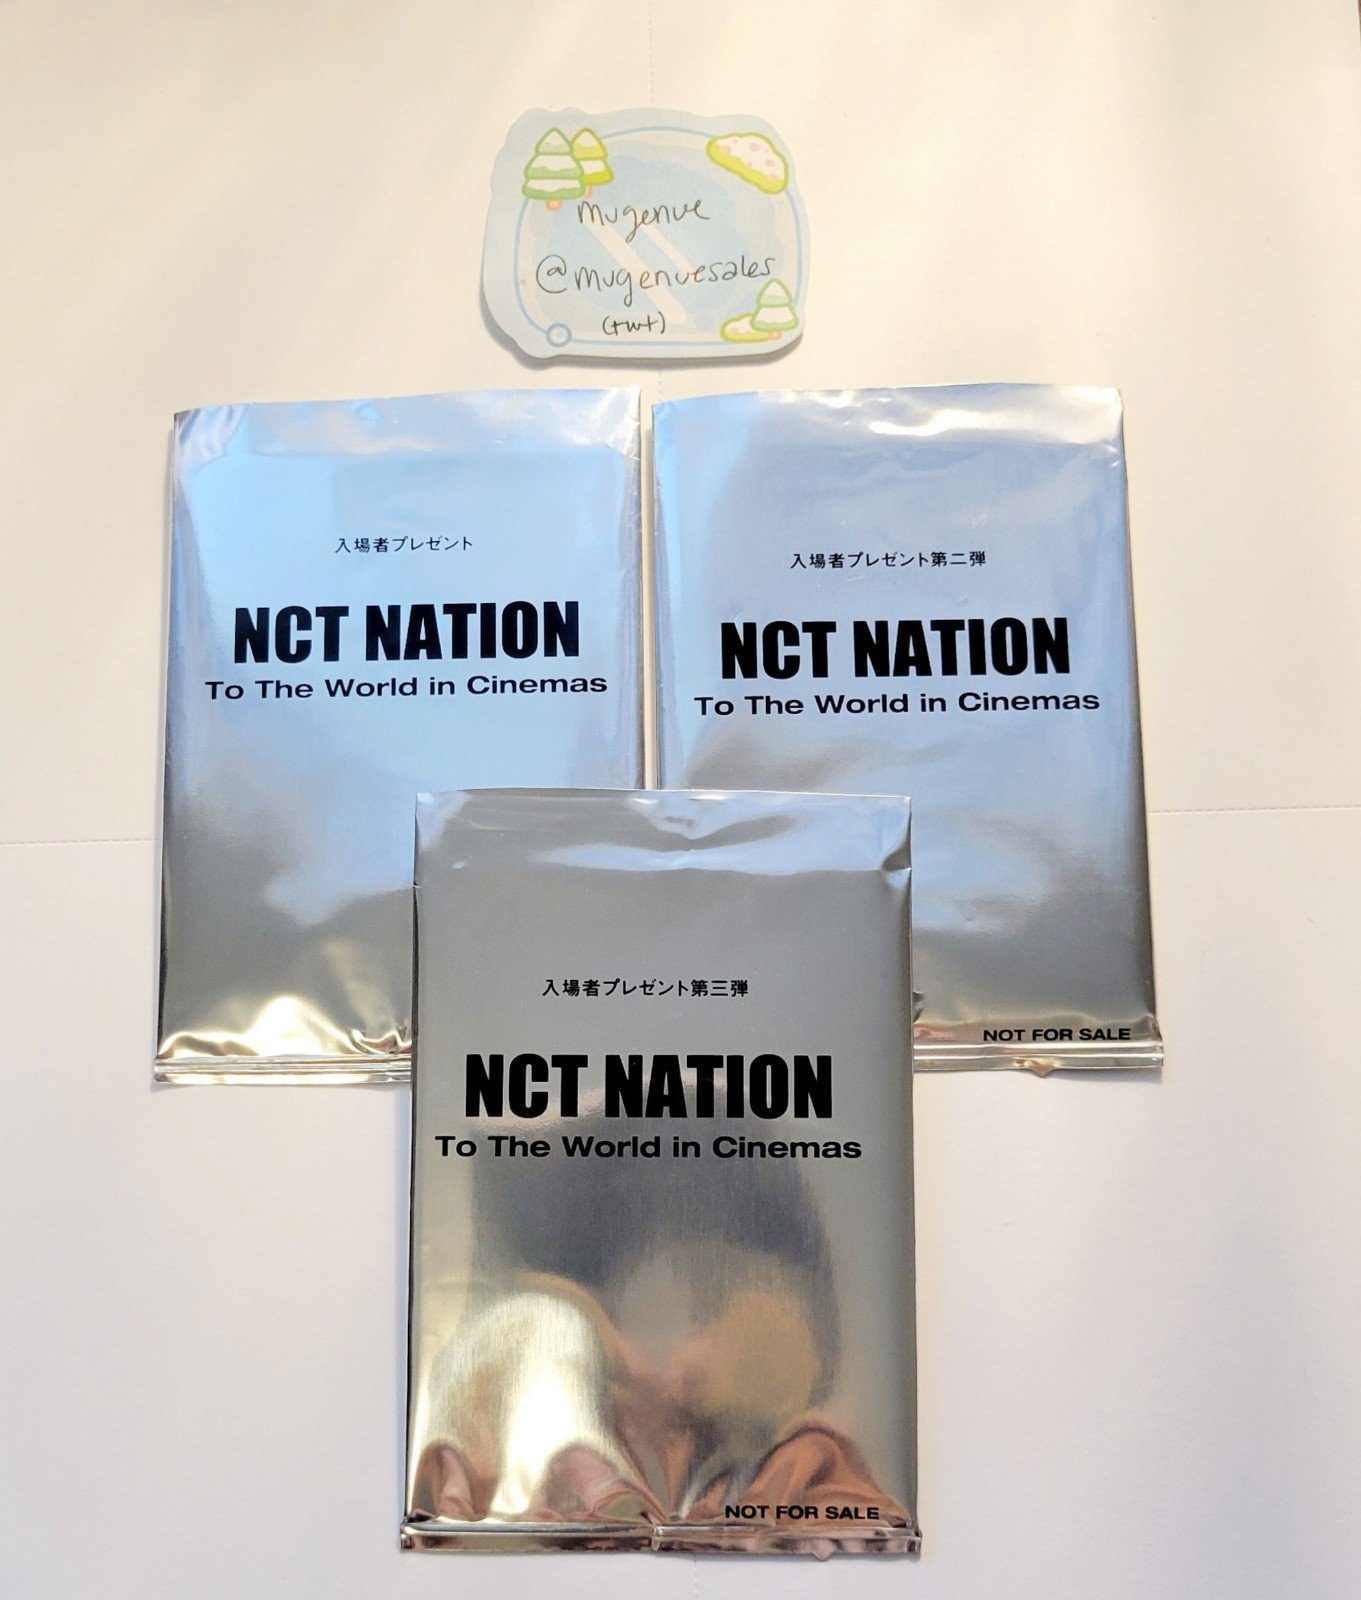 mugenue
@mugenuesales
(twt)
入場者プレゼント
NCT NATION
To The World in Cinemas
入場者プレゼント第二弾
NCT NATION
To The World in Cinemas
NOT FOR SALE
入場者プレゼント第三弾
NCT NATION
To The World in Cinemas
NOT FOR SALE